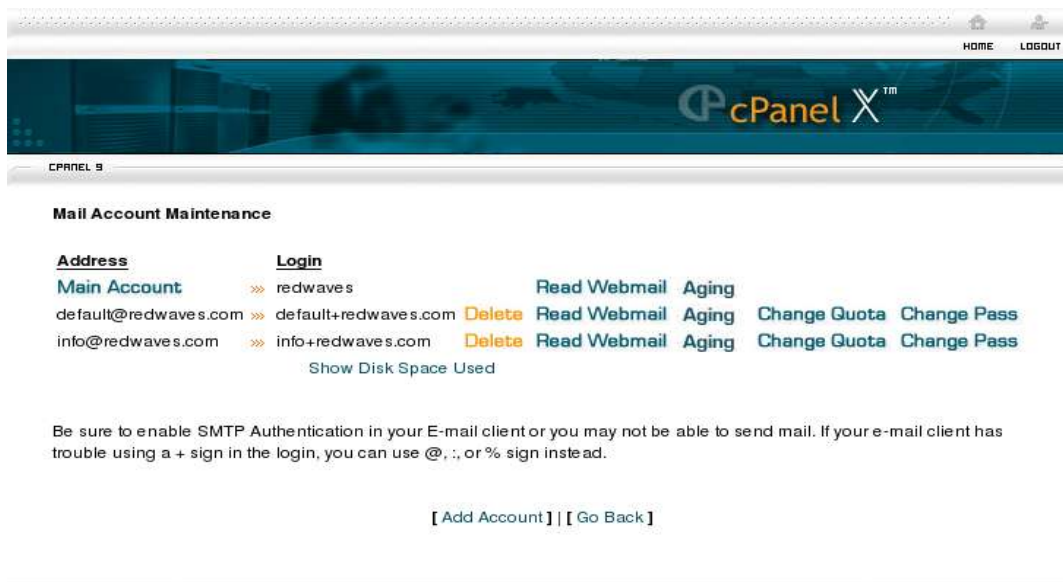 HOME LOGOUT
cPanel X™
CPANEL 9
Mail Account Maintenance
Address Login
Main Account »» redwaves Read Webmail Aging
default@redwaves.com »» default+redwaves.com Delete Read Webmail Aging Change Quota Change Pass
info@redwaves.com »» info+redwaves.com Delete Read Webmail Aging Change Quota Change Pass
Show Disk Space Used
Be sure to enable SMTP Authentication in your E-mail client or you may not be able to send mail. If your e-mail client has
trouble using a + sign in the login, you can use @, :, or % sign instead.
[ Add Account ] | [ Go Back ]